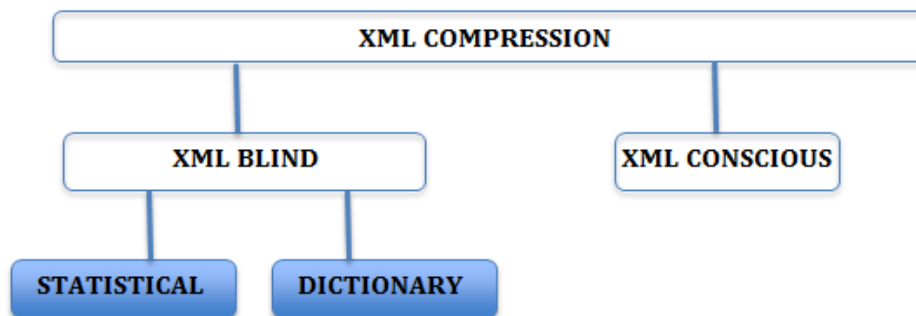 XML COMPRESSION
XML BLIND
XML CONSCIOUS
STATISTICAL
DICTIONARY